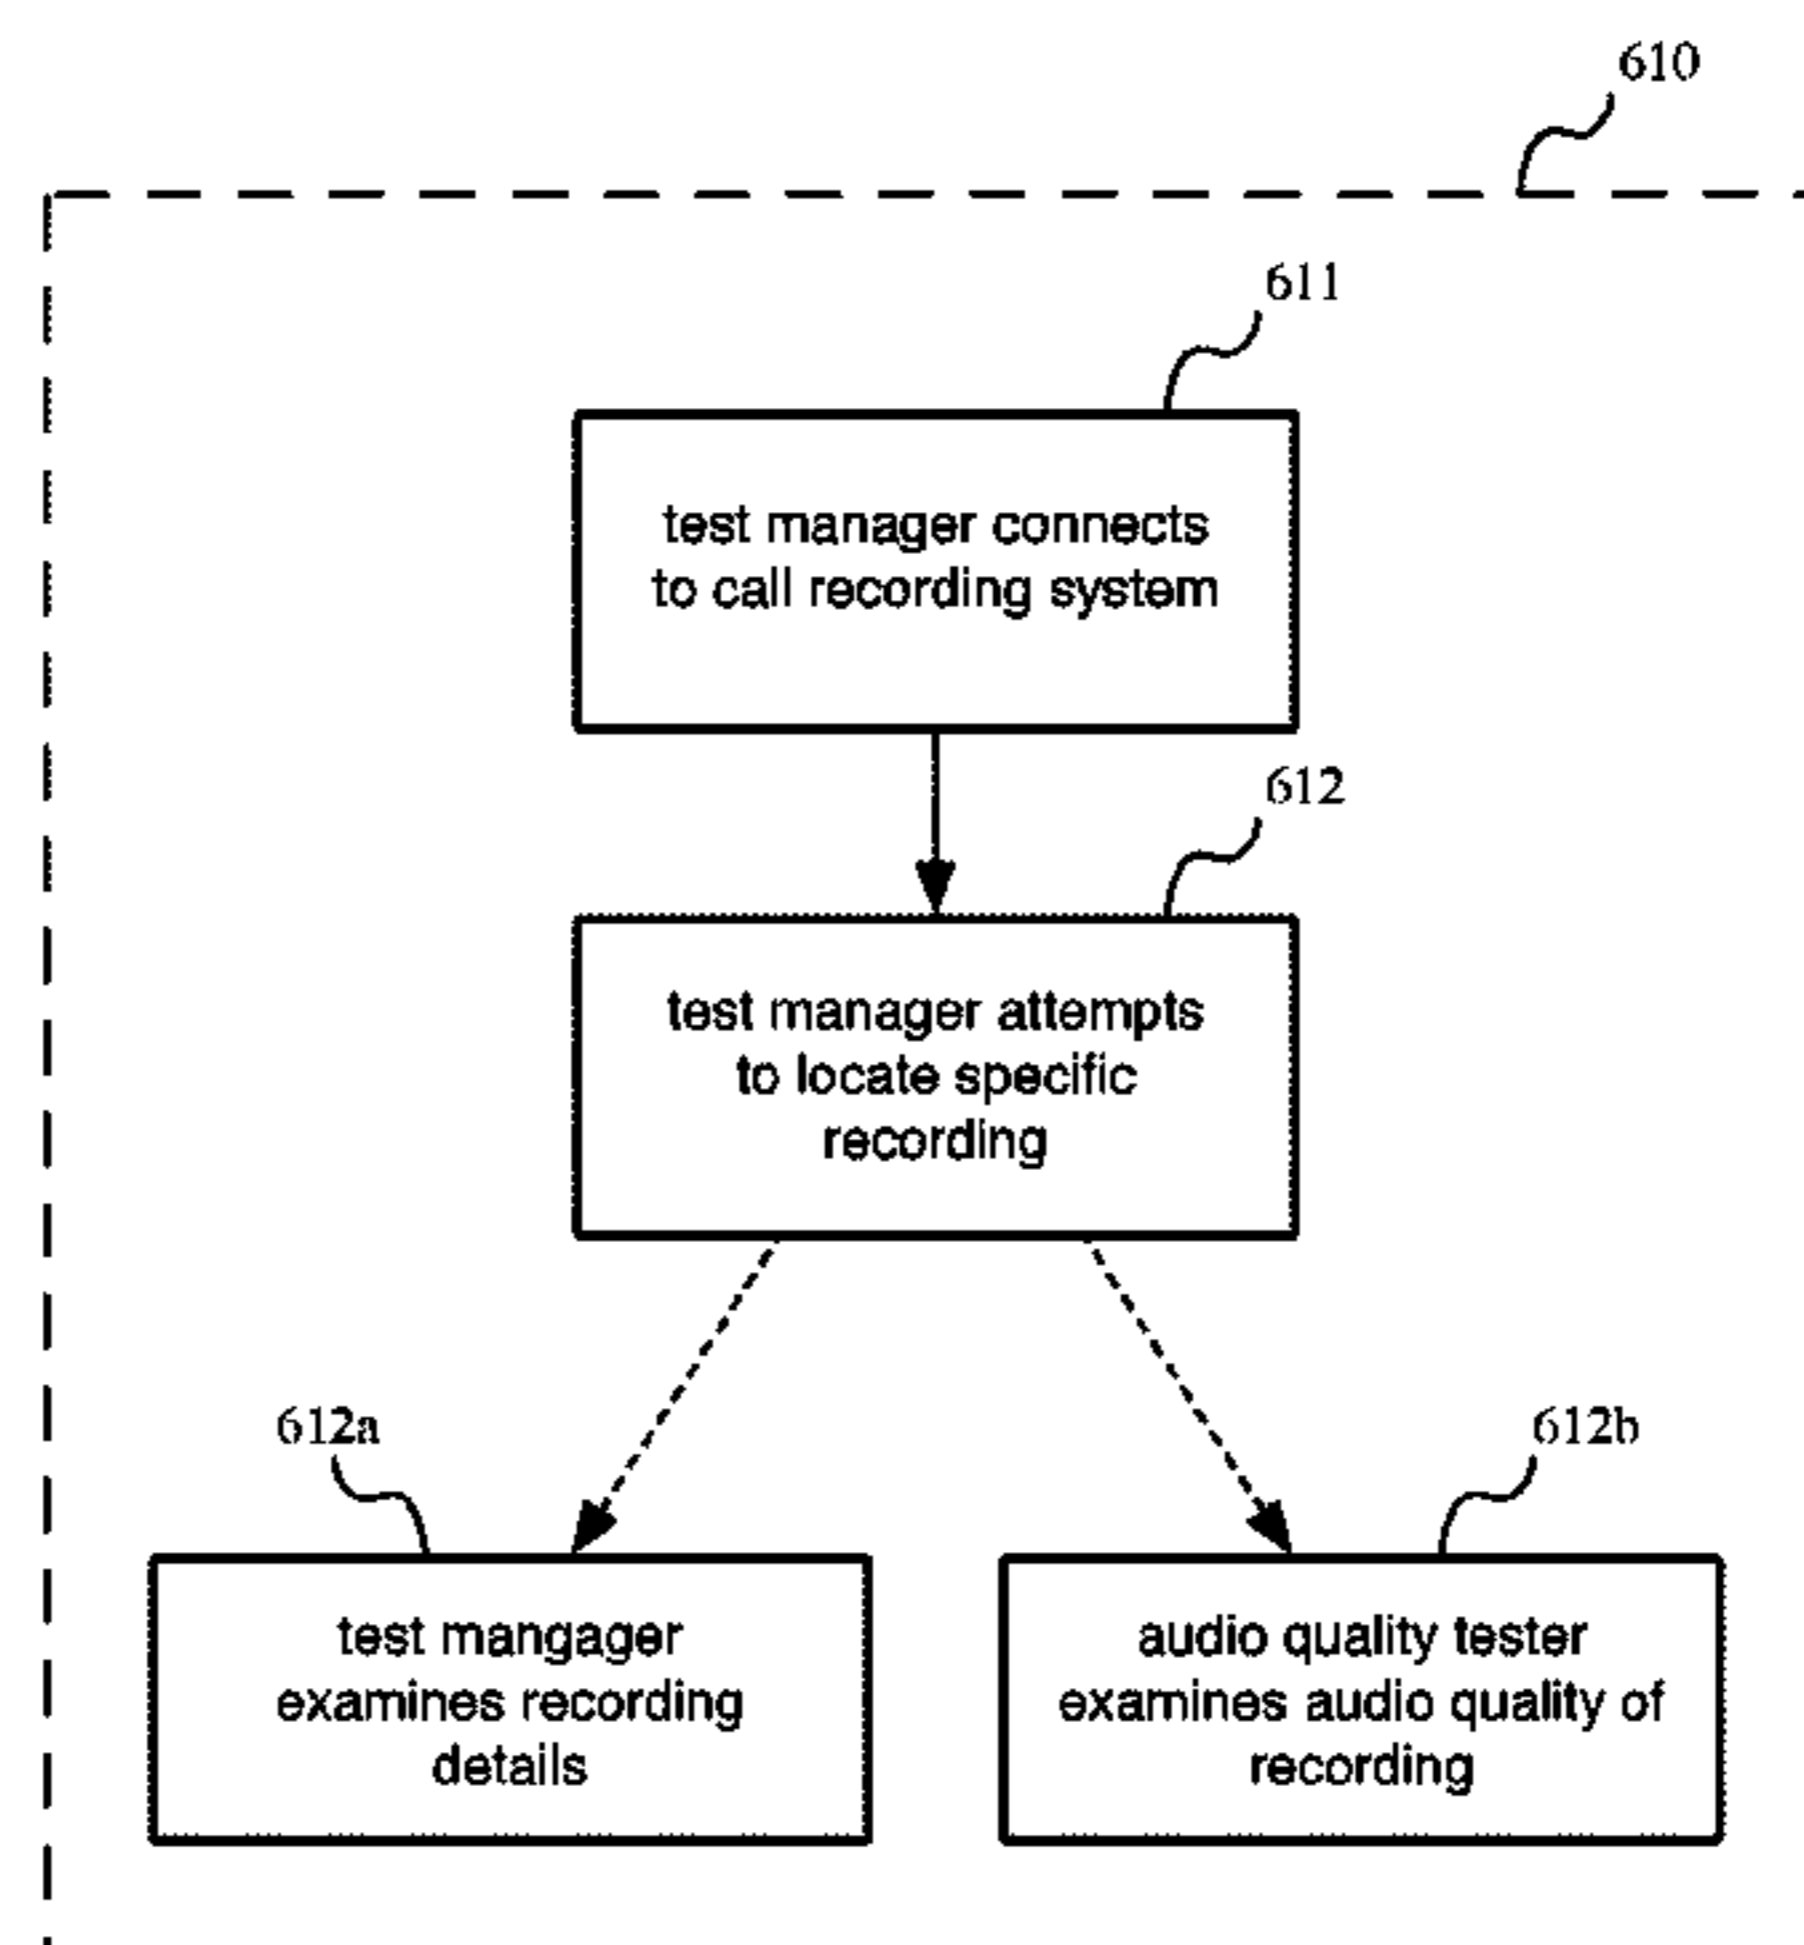 610
611
test manager connects
to call recording system
612
test manager attempts
to locate specific
recording
612a
612b
test mangager
examines recording
details
audio quality tester
examines audio quality of
recording